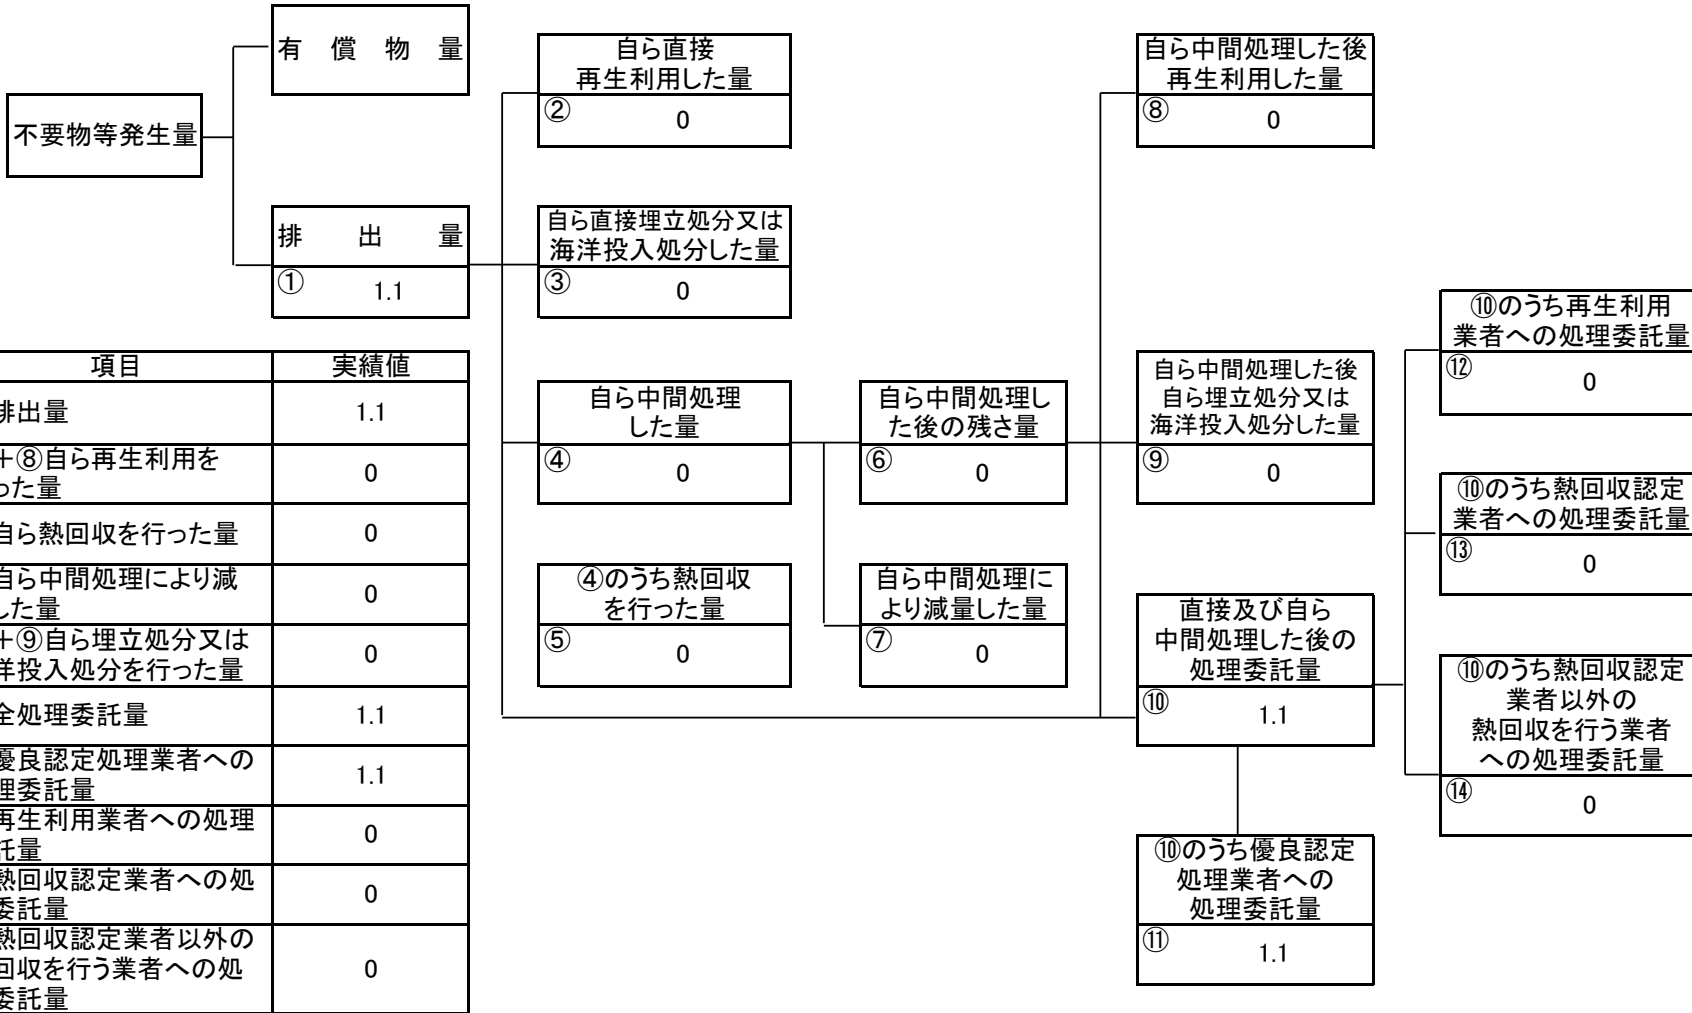 有償物量
不要物等発生量
排出量
① 1.1
自ら直接
再生利用した量
② 0
自ら直接埋立処分又は
海洋投入処分した量
③ 0
自ら中間処理
した量
④ 0
④のうち熱回収
を行った量
⑤ 0
自ら中間処理し
た後の残さ量
⑥ 0
自ら中間処理に
より減量した量
⑦ 0
自ら中間処理した後
再生利用した量
⑧ 0
自ら中間処理した後
自ら埋立処分又は
海洋投入処分した量
⑨ 0
直接及び自ら
中間処理した後の
処理委託量
⑩ 1.1
⑩のうち優良認定
処理業者への
処理委託量
⑪ 1.1
⑩のうち再生利用
業者への処理委託量
⑫ 0
⑩のうち熱回収認定
業者への処理委託量
⑬ 0
⑩のうち熱回収認定
業者以外の
熱回収を行う業者
への処理委託量
⑭ 0
項目 実績値
排出量 1.1
+⑧自ら再生利用を
った量 0
自ら熱回収を行った量 0
自ら中間処理により減
した量 0
+⑨自ら埋立処分又は
洋投入処分を行った量 0
全処理委託量 1.1
優良認定処理業者への
理委託量 1.1
再生利用業者への処理
託量 0
熱回収認定業者への処
委託量 0
熱回収認定業者以外の
回収を行う業者への処
委託量 0